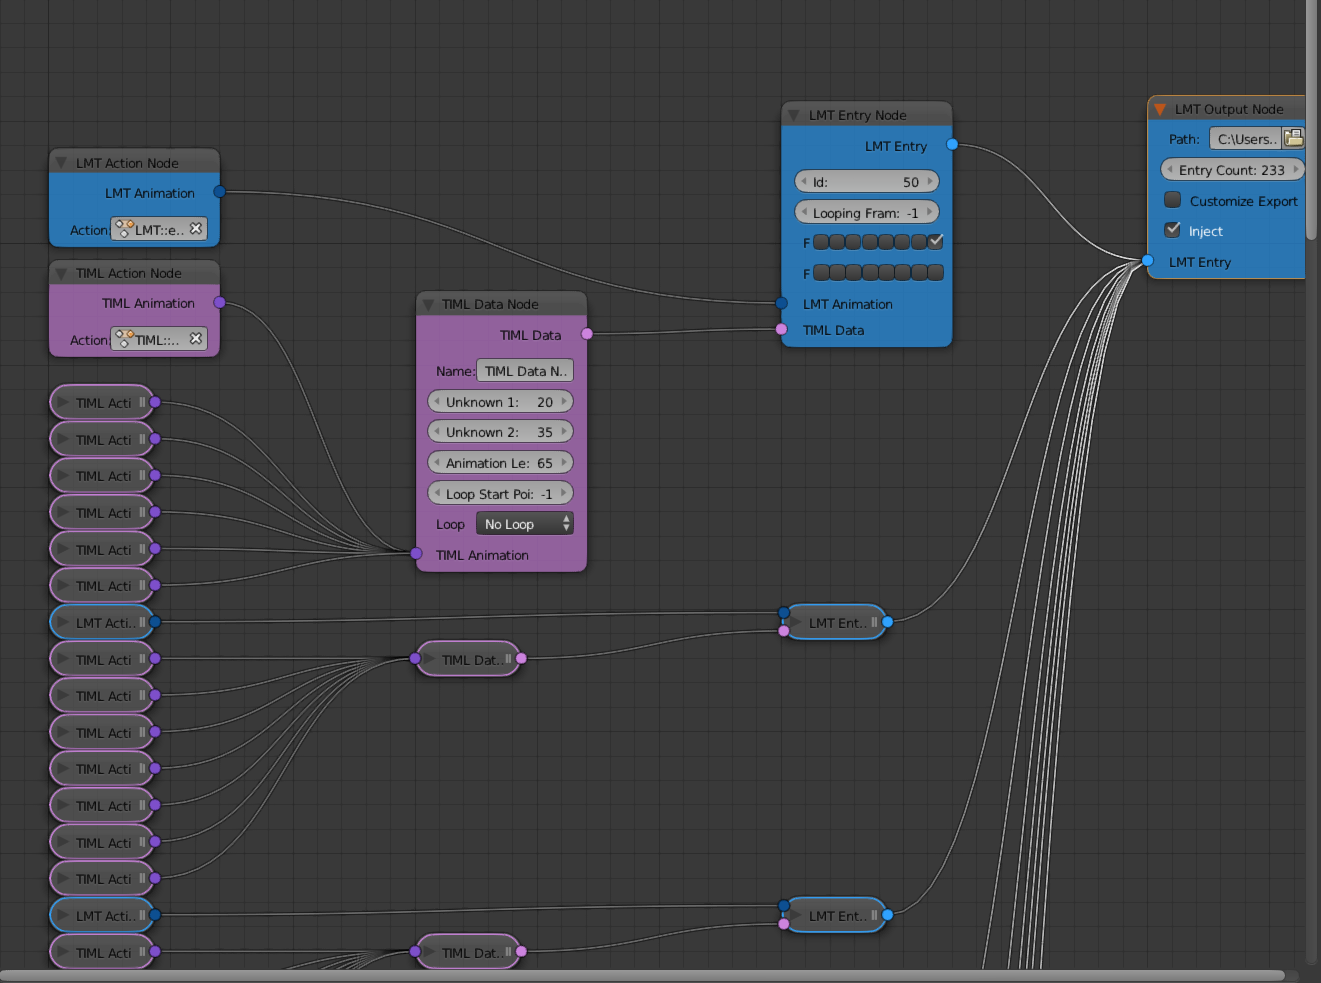 LMT Action Node
LMT Animation
Action: LMT::e..
TIML Action Node
TIML Animation
Action: TIML::..
TIML Acti
TIML Acti
TIML Acti
TIML Acti
TIML Acti
TIML Acti
LMT Acti..
TIML Acti
TIML Acti
TIML Acti
TIML Acti
TIML Acti
TIML Acti
TIML Acti
LMT Acti..
TIML Acti
TIML Data Node
TIML Data
Name: TIML Data N..
Unknown 1: 20
Unknown 2: 35
Animation Le: 65
Loop Start Poi: -1
Loop No Loop
TIML Animation
TIML Dat..
TIML Dat..
LMT Entry Node
LMT Entry
Id: 50
Looping Fram: -1
F
F
LMT Animation
TIML Data
LMT Ent..
LMT Ent..
LMT Output Node
Path: C:\Users..
Entry Count: 233
Customize Export
Inject
LMT Entry